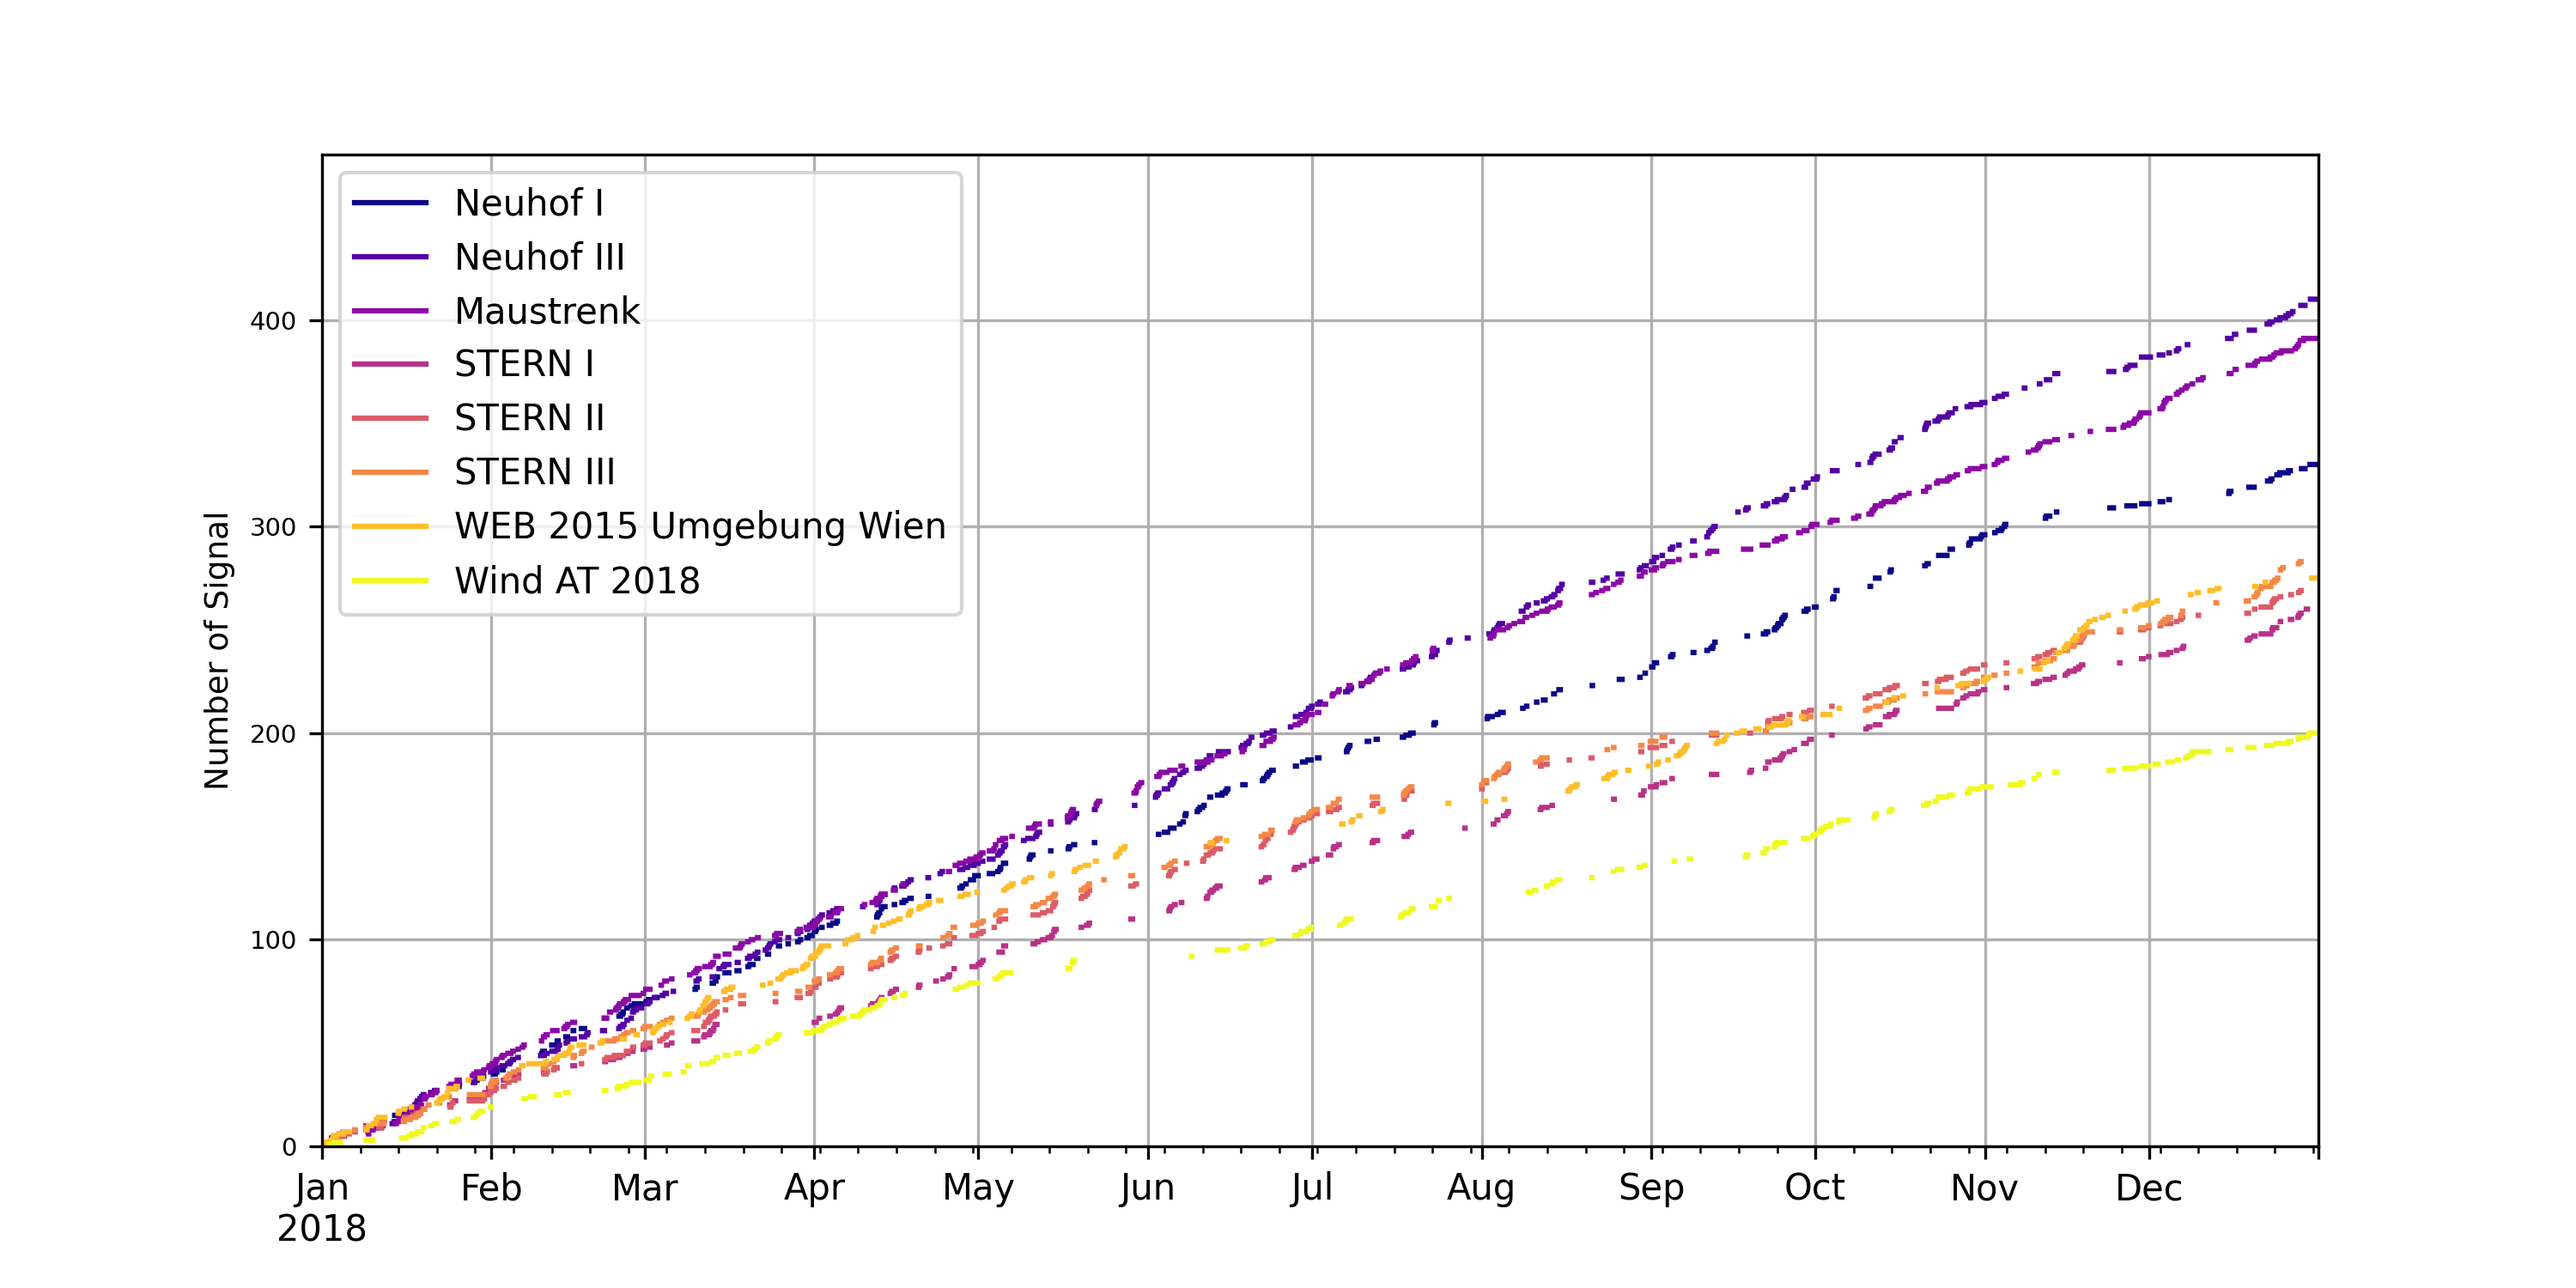 Neuhof I
Neuhof III
Maustrenk
STERN I
STERN II
STERN III
WEB 2015 Umgebung Wien
Wind AT 2018
Number of Signal
400
300
200
100
0
Jan Feb Mar Apr May Jun Jul Aug Sep Oct Nov Dec
2018